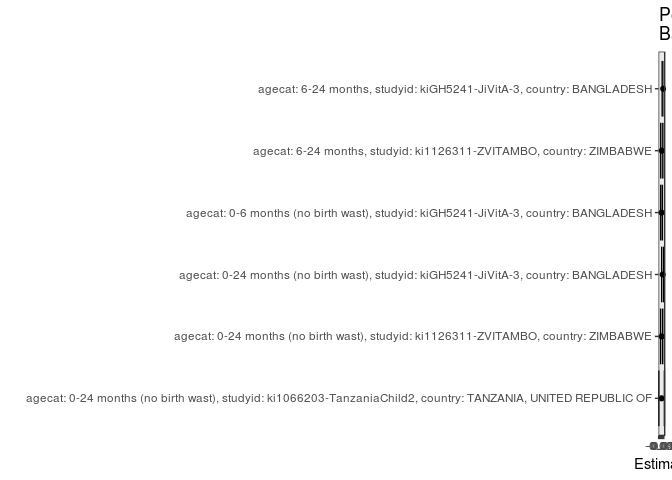 P
B
agecat: 6-24 months, studyid: kiGH5241-JiVitA-3, country: BANGLADESH
agecat: 6-24 months, studyid: ki1126311-ZVITAMBO, country: ZIMBABWE
agecat: 0-6 months (no birth wast), studyid: kiGH5241-JiVitA-3, country: BANGLADESH
agecat: 0-24 months (no birth wast), studyid: kiGH5241-JiVitA-3, country: BANGLADESH
agecat: 0-24 months (no birth wast), studyid: ki1126311-ZVITAMBO, country: ZIMBABWE
agecat: 0-24 months (no birth wast), studyid: ki1066203-TanzaniaChild2, country: TANZANIA, UNITED REPUBLIC OF
Estima